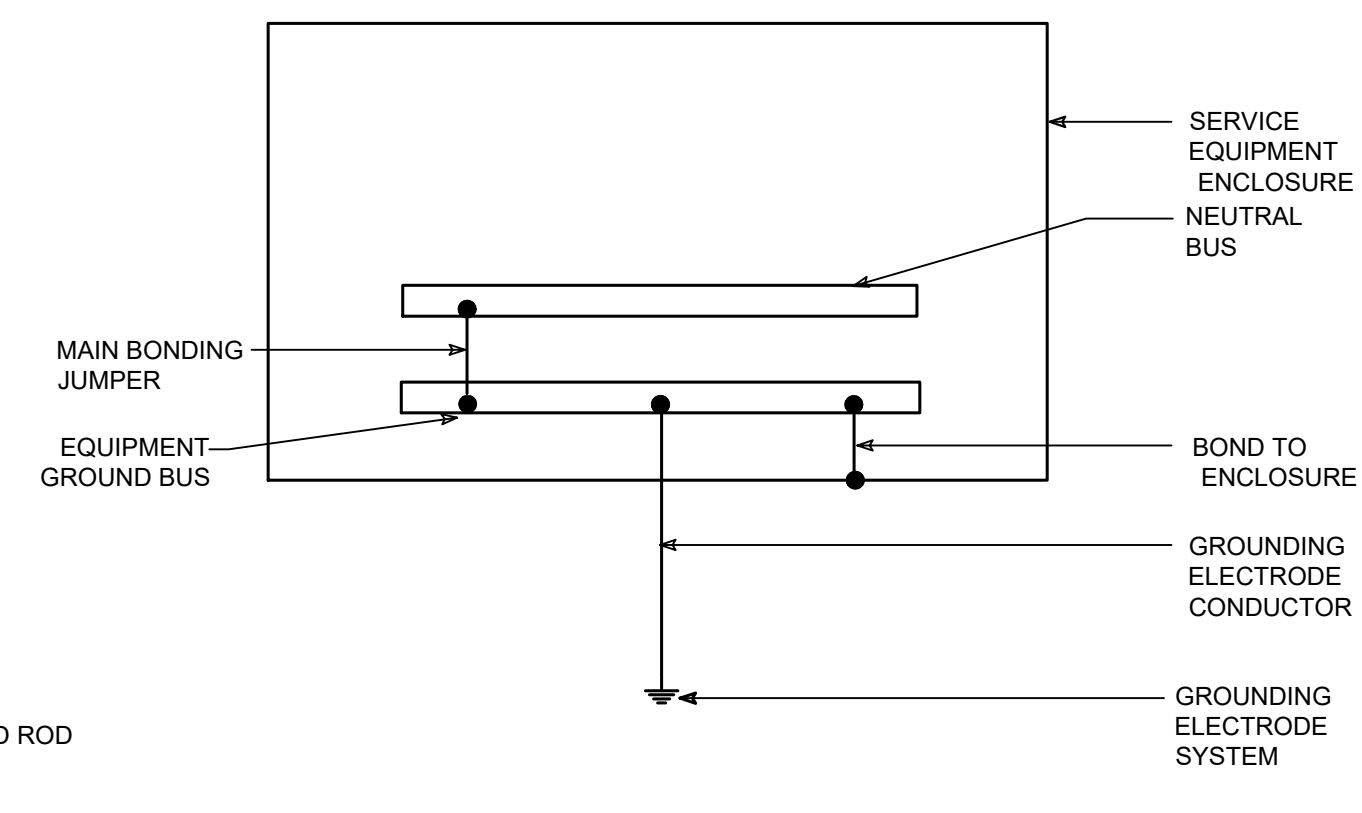 SERVICE
EQUIPMENT
ENCLOSURE
NEUTRAL
BUS
MAIN BONDING
JUMPER
EQUIPMENT
GROUND BUS
BOND TO
ENCLOSURE
GROUNDING
ELECTRODE
CONDUCTOR
GROUNDING
ELECTRODE
SYSTEM
ROD